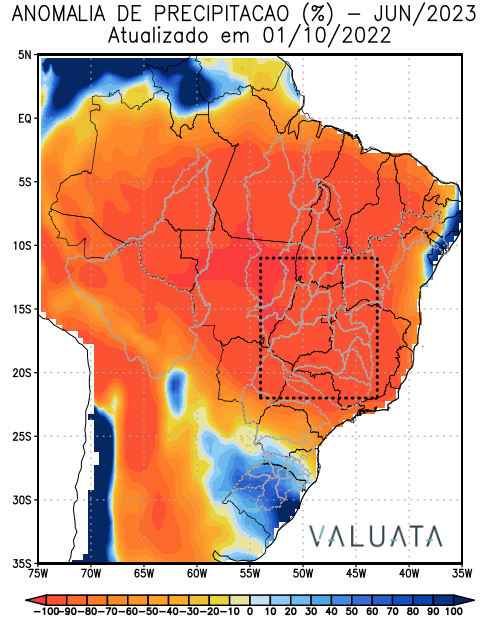 ANOMALIA DE PRECIPITACAO (%) – JUN/2023
Atualizado em 01/10/2022
5N
EQ
5S
10S
15S
20S
25S
30S
35S
VALUATA
75W 70W 65W 60W 55W 50W 45W 40W 35W
-100 -90 -80 -70 -60 -50 -40 -30 -20 -10 0 10 20 30 40 50 60 70 80 90 100